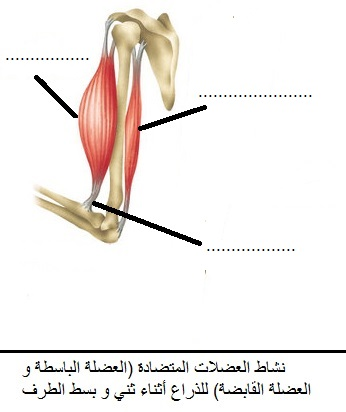 ................
......................
.................
نشاط العضلات المتضادة (العضلة الباسطة و
العضلة القابضة) للذراع أثناء ثني و بسط الطرف